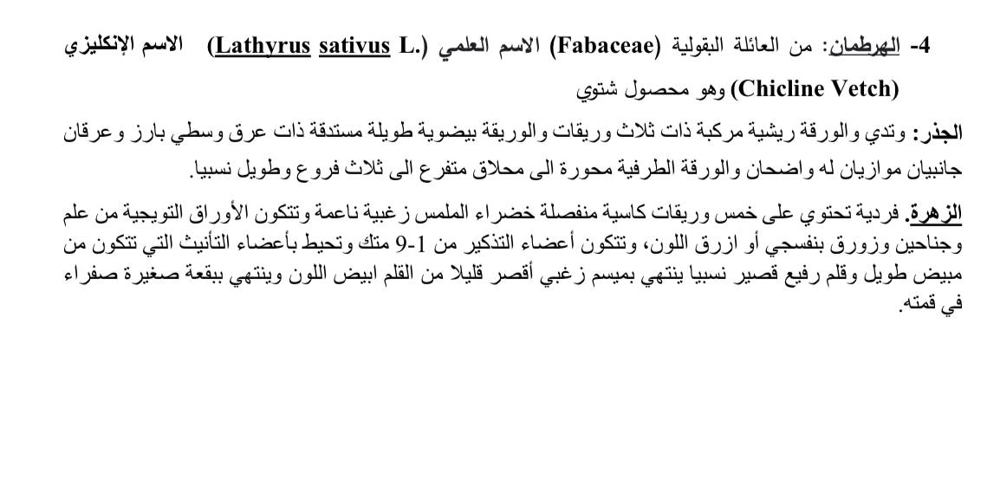 4- الهرطمان: من العائلة البقولية (Fabaceae) الاسم العلمي (Lathyrus sativus L.) الاسم الإنكليزي
(Chicline Vetch) وهو محصول شتوي
الجذر: وتدي والورقة ريشية مركبة ذات ثلاث وريقات والوريقة بيضوية طويلة مستدقة ذات عرق وسطي بارز وعرقان
جانبيان موازيان له واضحان والورقة الطرفية محورة الى محلاق متفرع الى ثلاث فروع وطويل نسبيا.
الزهرة. فردية تحتوي على خمس وريقات كاسية منفصلة خضراء الملمس زغبية ناعمة وتتكون الأوراق التويجية من علم
وجناحين وزورق بنفسجي أو ازرق اللون، وتتكون أعضاء التذكير من 1-9 متك وتحيط بأعضاء التأنيث التي تتكون من
مبيض طويل وقلم رفيع قصير نسبيا ينتهي بميسم زغبي أقصر قليلا من القلم ابيض اللون وينتهي ببقعة صغيرة صفراء
في قمته.